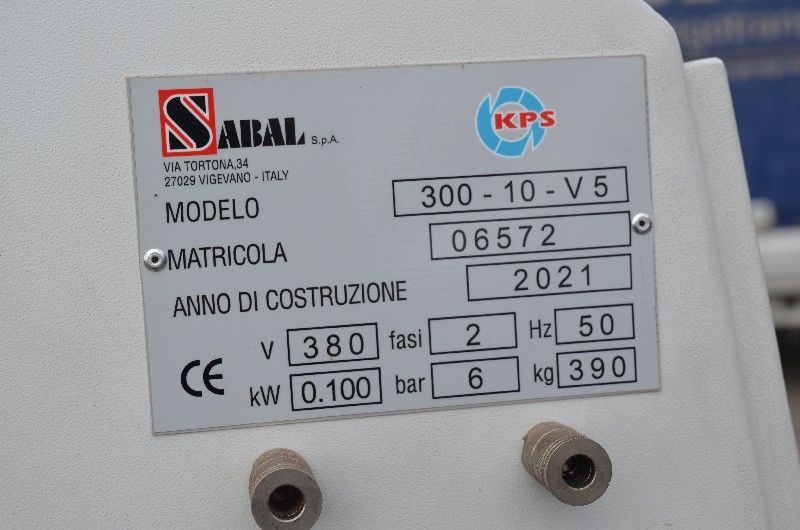 SABAL S.p.A.
KPS
VIA TORTONA,34
27029 VIGEVANO - ITALY
MODELO 300 - 10 - V 5
MATRICOLA 06572
ANNO DI COSTRUZIONE 2021
V 380 fasi 2 Hz 50
CE kW 0.100 bar 6 kg 390